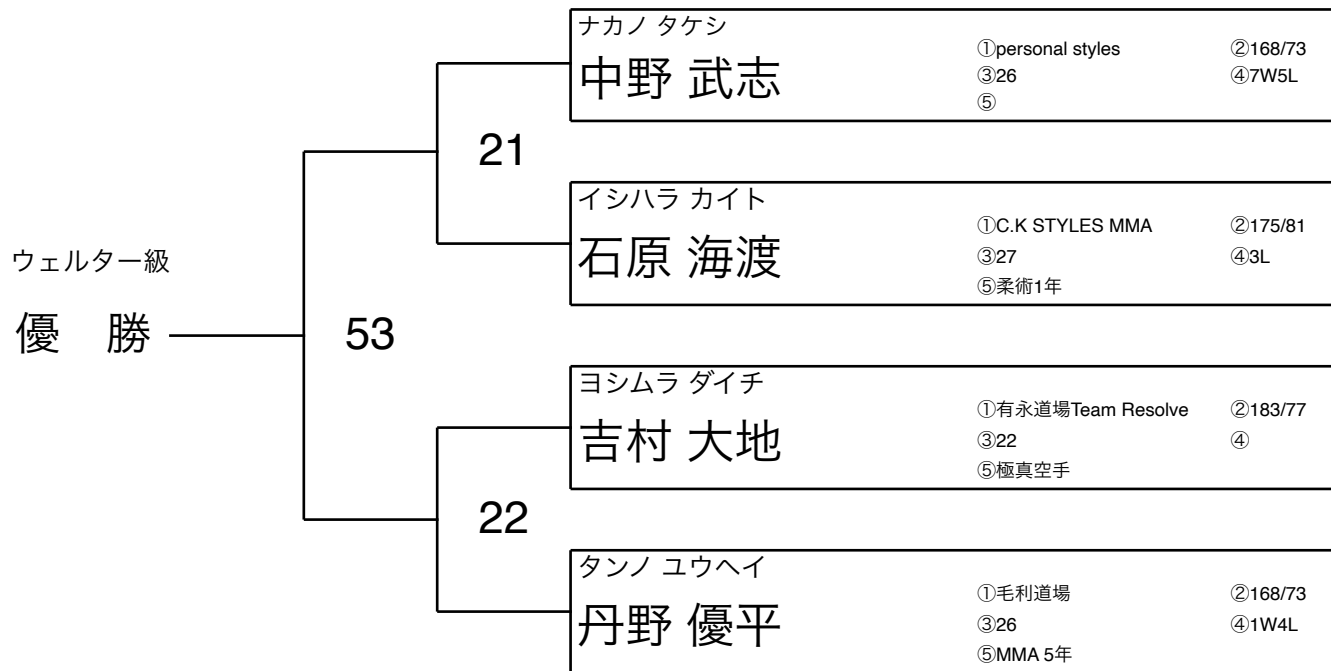 ナカノ タケシ
中野 武志
①personal styles ②168/73
③26 ④7W5L
⑤
21
イシハラ カイト
石原 海渡
①C.K STYLES MMA ②175/81
③27 ④3L
⑤柔術1年
ウェルター級
優 勝
53
ヨシムラ ダイチ
吉村 大地
①有永道場Team Resolve ②183/77
③22 ④
⑤極真空手
22
タンノ ユウヘイ
丹野 優平
①毛利道場 ②168/73
③26 ④1W4L
⑤MMA 5年